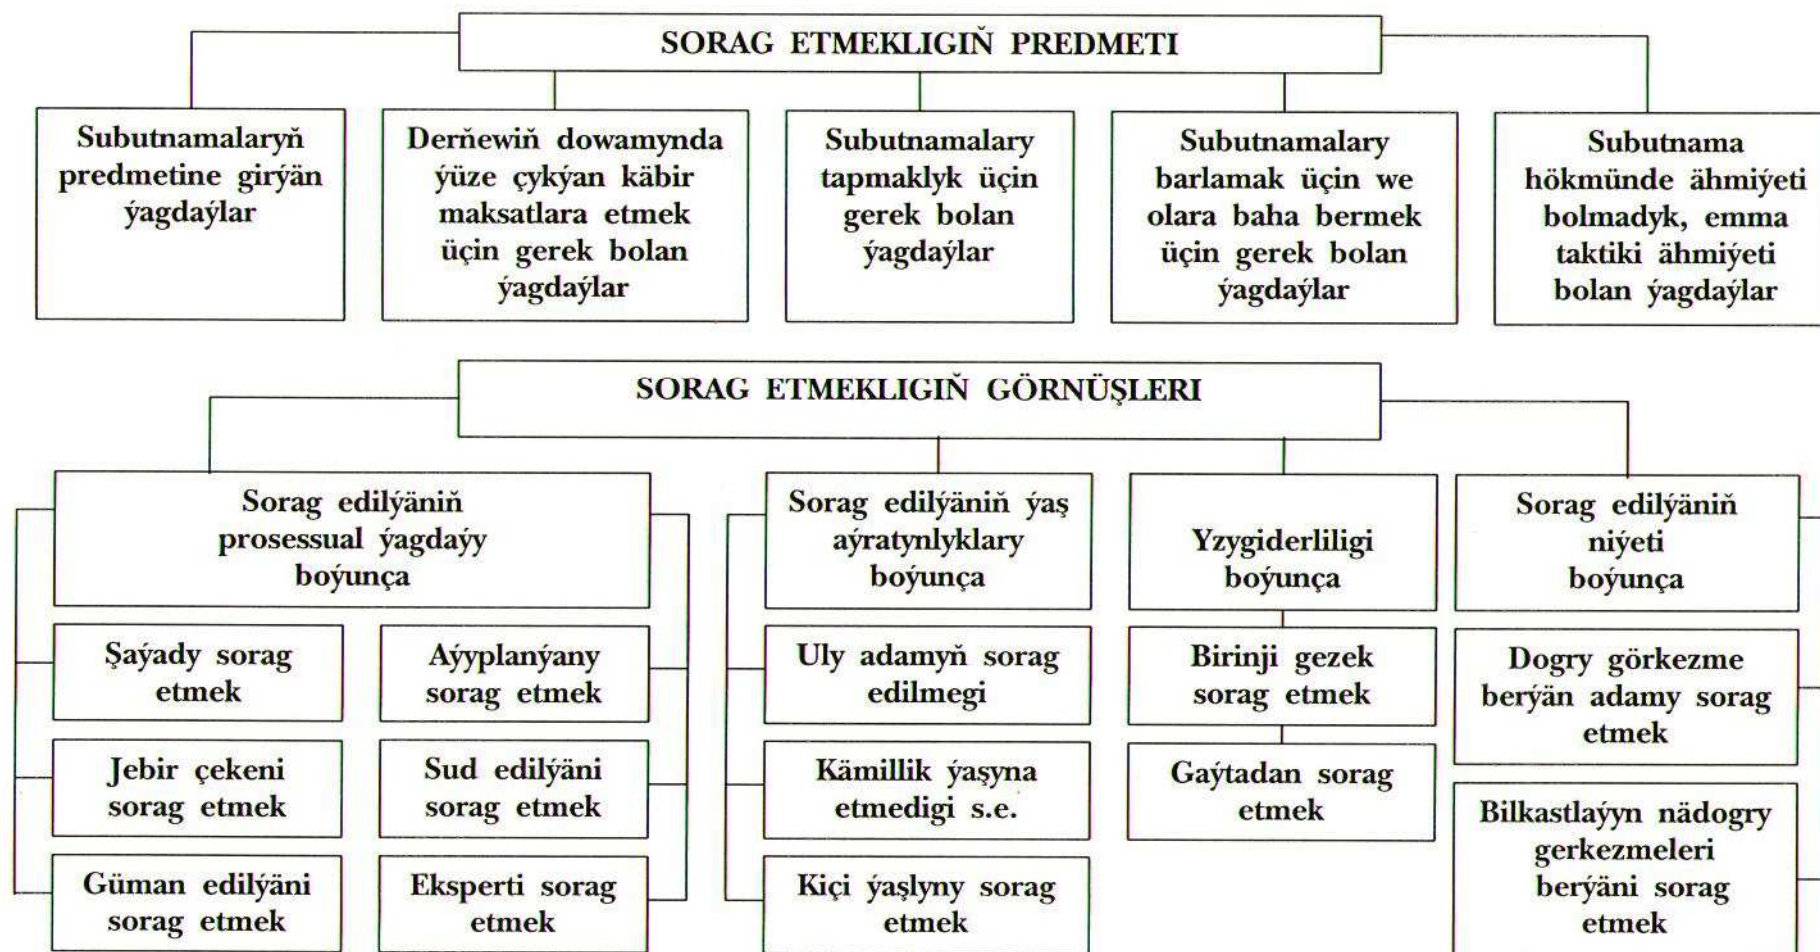 SORAG ETMEKLIGIŇ PREDMETI
Subutnamalaryň
predmetine girýän
ýagdaýlar
Derňewiň dowamynda
ýüze çykýan käbir
maksatlara etmek
üçin gerek bolan
ýagdaýlar
Subutnamalary
tapmaklyk üçin
gerek bolan
ýagdaýlar
Subutnamalary
barlamak üçin we
olara baha bermek
üçin gerek bolan
ýagdaýlar
Subutnama
hökmünde ähmiýeti
bolmadyk, emma
taktiki ähmiýeti
bolan ýagdaýlar
SORAG ETMEKLIGIŇ GÖRNÜŞLERI
Sorag edilýäniň
prosessual ýagdaýy
boýunça
Şaýady sorag
etmek
Jebir çekeni
sorag etmek
Güman edilýäni
sorag etmek
Aýyplanýany
sorag etmek
Sud edilýäni
sorag etmek
Eksperti sorag
etmek
Sorag edilýäniň ýaş
aýratynlyklary
boýunça
Uly adamyň sorag
edilmegi
Kämillik ýaşyna
etmedigi s.e.
Kiçi ýaşlyny sorag
etmek
Yzygiderliligi
boýunça
Birinji gezek
sorag etmek
Gaýtadan sorag
etmek
Sorag edilýäniň
niýeti
boýunça
Dogry görkezme
berýän adamy sorag
etmek
Bilkastlaýyn nädogry
gerkezmeleri
berýäni sorag
etmek